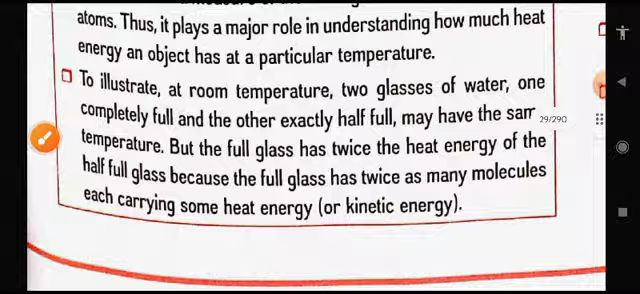 atoms. Thus, it plays a major role in understanding how much heat
energy an object has at a particular temperature.
To illustrate, at room temperature, two glasses of water, one
completely full and the other exactly half full, may have the
29/290
temperature. But the full glass has twice the heat energy of the
half full glass because the full glass has twice as many molecules
each carrying some heat energy (or kinetic energy).